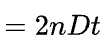 = 2nDt